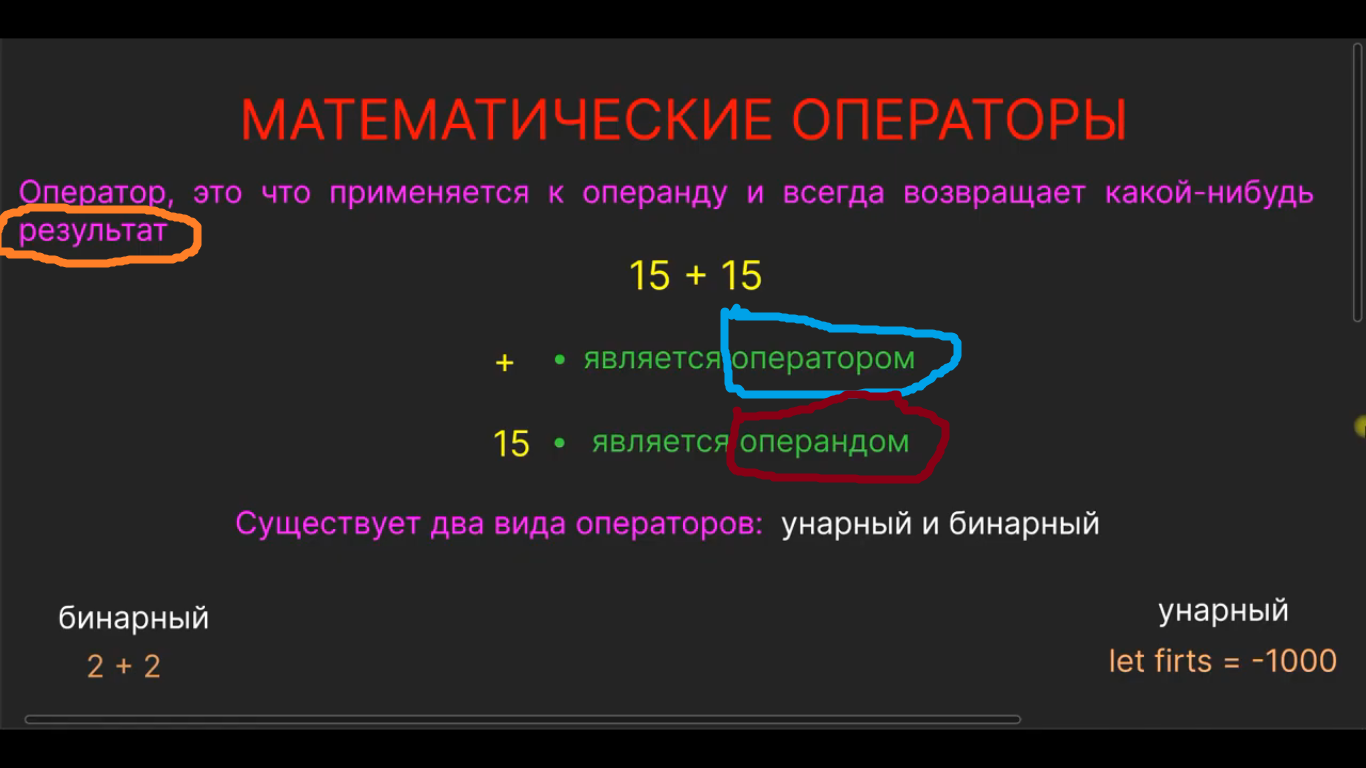 МАТЕМАТИЧЕСКИЕ ОПЕРАТОРЫ
Оператор, это что применяется к операнду и всегда возвращает какой-нибудь
результат
15 + 15
+ • является оператором
15 • является операндом
Существует два вида операторов: унарный и бинарный
бинарный
2 + 2
унарный
let firts = -1000